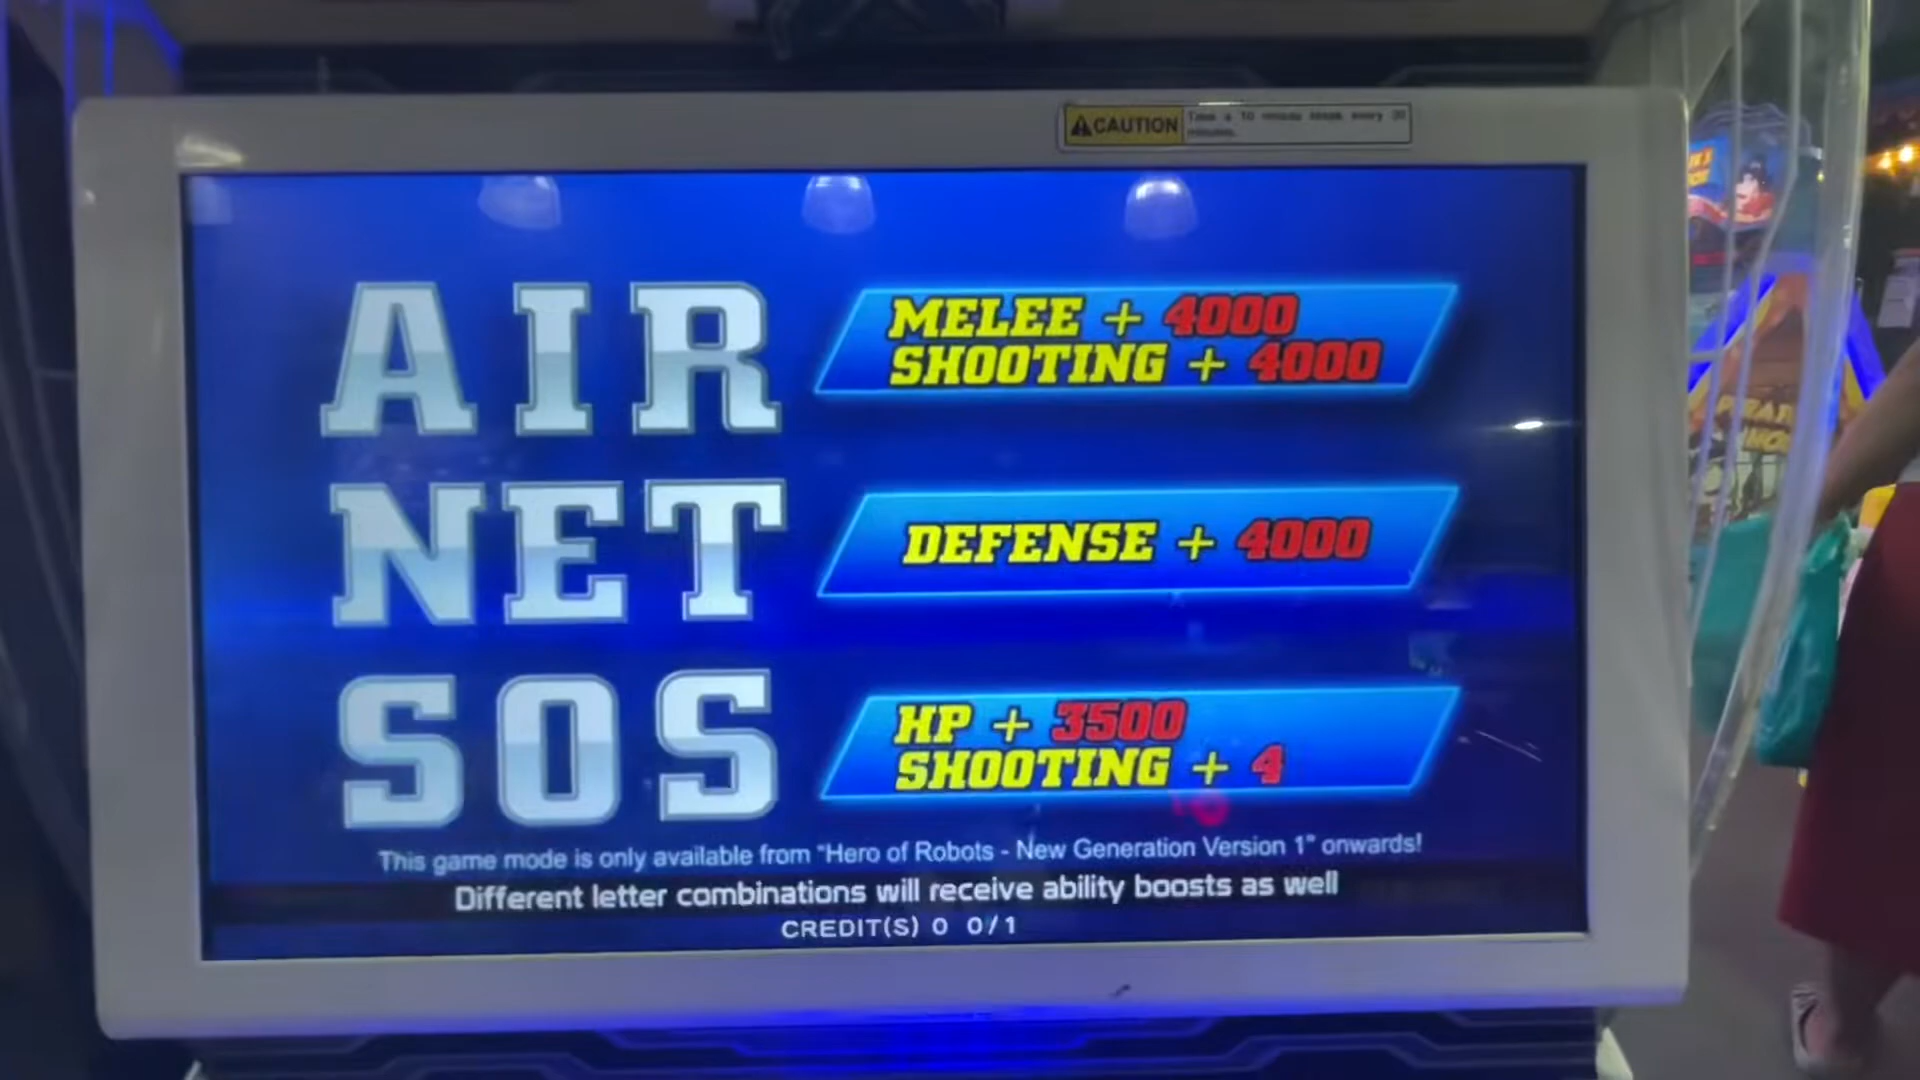 CAUTION
AIR
MELEE + 4000
SHOOTING + 4000
NET
DEFENSE + 4000
SOS
HP + 3500
SHOOTING + 4
This game mode is only available from "Hero of Robots - New Generation Version 1" onwards!
Different letter combinations will receive ability boosts as well
CREDIT(S) 0 0/1